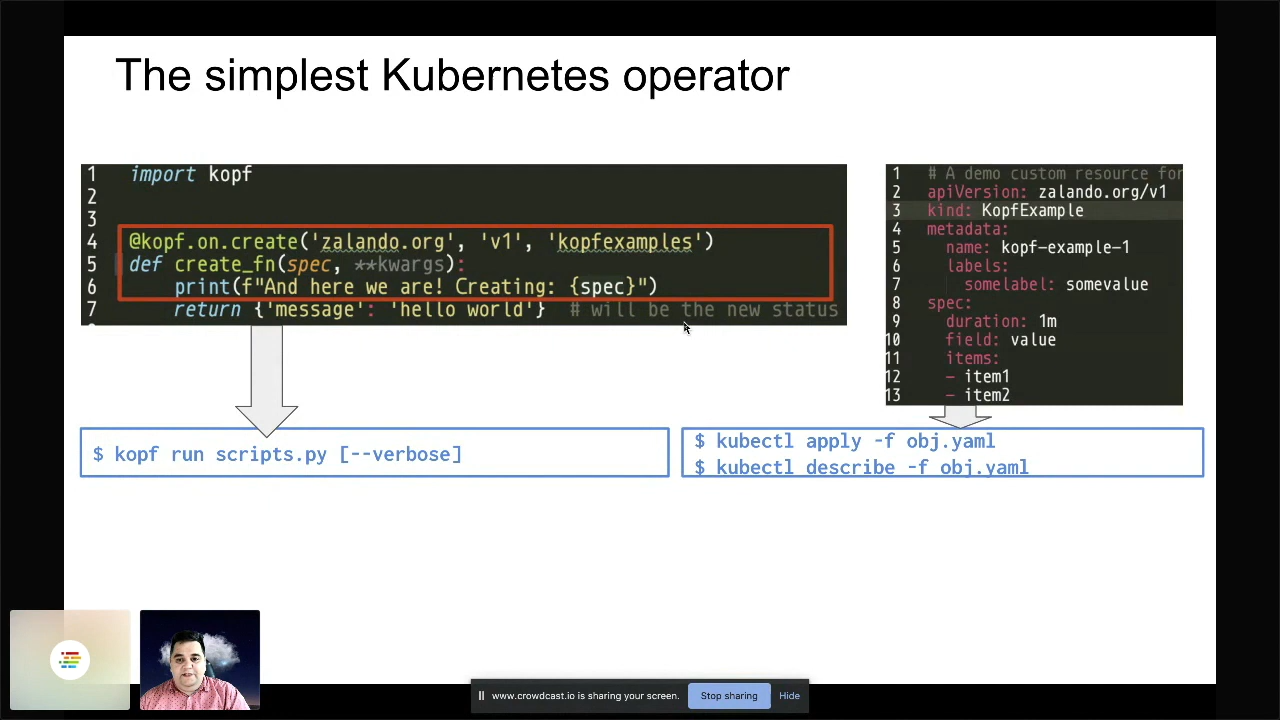 The simplest Kubernetes operator
1 import kopf
2
3
4 @kopf.on.create('zalando.org', 'v1', 'kopfexamples')
5 def create_fn(spec, **kwargs):
6 print(f"And here we are! Creating: {spec}")
7 return {'message': 'hello world'} # will be the new status
1 # A demo custom resource for
2 apiVersion: zalando.org/v1
3 kind: KopfExample
4 metadata:
5 name: kopf-example-1
6 labels:
7 somelabel: somevalue
8 spec:
9 duration: 1m
10 field: value
11 items:
12 - item1
13 - item2
$ kopf run scripts.py [--verbose]
$ kubectl apply -f obj.yaml
$ kubectl describe -f obj.yaml
www.crowdcast.io is sharing your screen. Stop sharing Hide